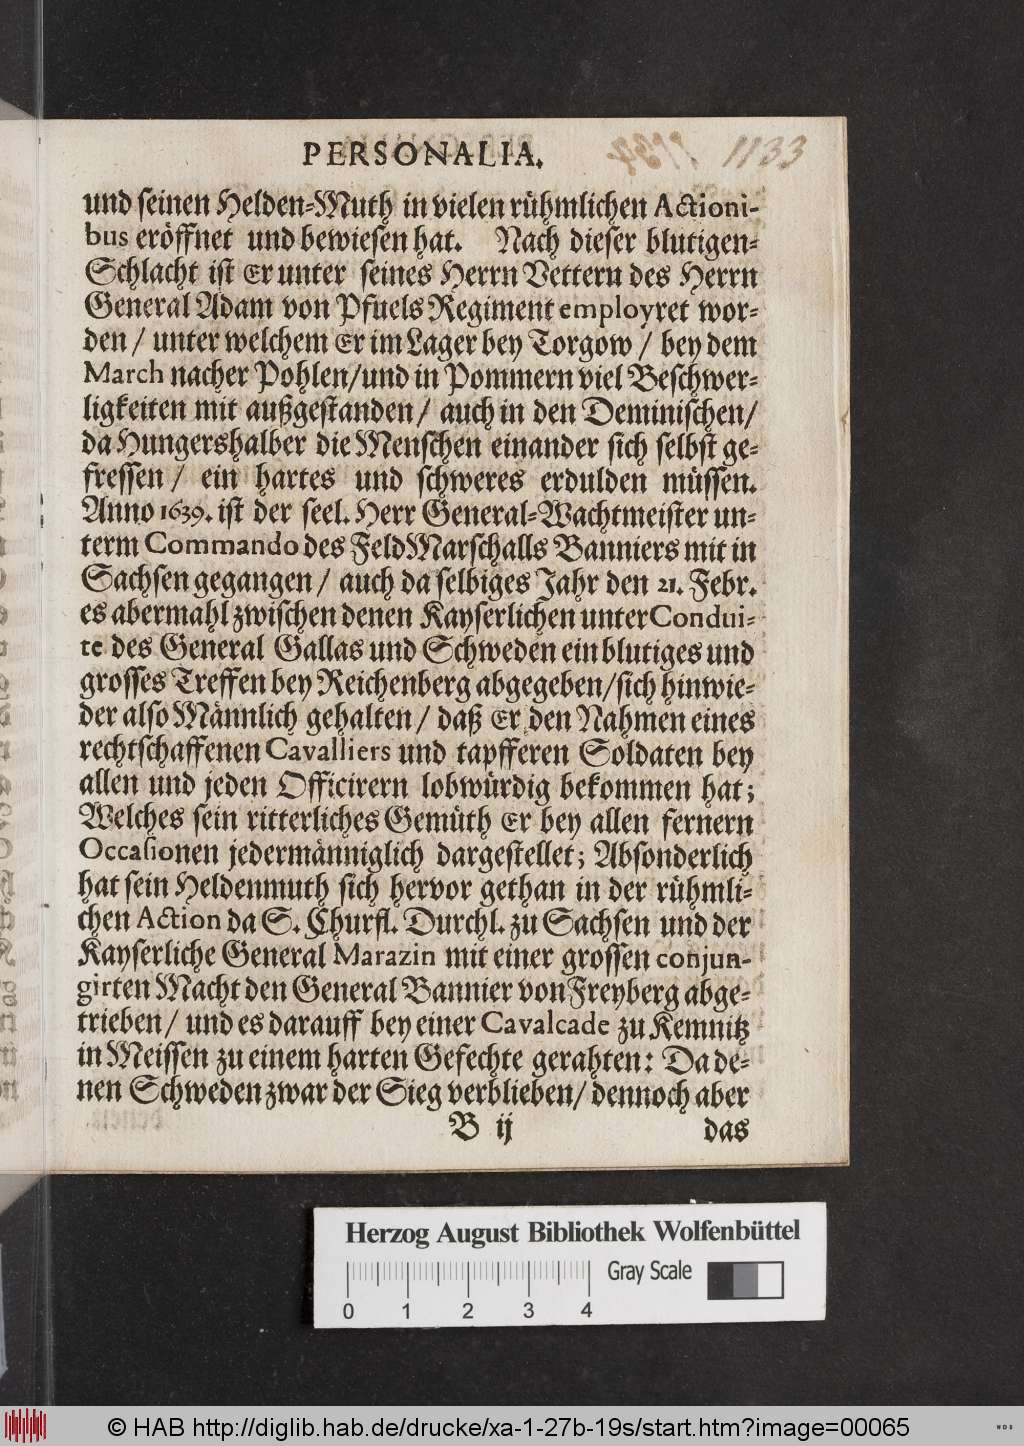 PERSONALIA. 1133
und seinen Helden-Muth in vielen rühmlichen Actioni-
bus eröffnet und bewiesen hat. Nach dieser blutigen-
Schlacht ist Er unter seines Herrn Vettern des Herrn
General Adam von Pfuels Regiment employret wor-
den / unter welchem Er im Lager bey Torgow / bey dem
March nacher Pohlen/und in Pommern viel Beschwer-
ligkeiten mit außgestanden / auch in den Deminischen/
da Hungershalber die Menschen einander sich selbst ge-
fressen / ein hartes und schweres erdulden müssen.
Anno 1639. ist der seel. Herr General-Wachtmeister un-
term Commando des FeldMarschalls Banniers mit in
Sachsen gegangen / auch da selbiges Jahr den 21. Febr.
es abermahl zwischen denen Kayserlichen unter Condui-
te des General Gallas und Schweden ein blutiges und
grosses Treffen bey Reichenberg abgegeben/sich hinwie-
der also Männlich gehalten / daß Er den Nahmen eines
rechtschaffenen Cavalliers und tapfferen Soldaten bey
allen und jeden Officirern lobwürdig bekommen hat;
Welches sein ritterliches Gemüth Er bey allen fernern
Occasionen jedermänniglich dargestellet; Absonderlich
hat sein Heldenmuth sich hervor gethan in der rühmli-
chen Action da S. Churfl. Durchl. zu Sachsen und der
Kayserliche General Marazin mit einer grossen conjun-
girten Macht den General Bannier von Freyberg abge-
trieben / und es darauff bey einer Cavalcade zu Kemnitz
in Meissen zu einem harten Gefechte gerahten: Da de-
nen Schweden zwar der Sieg verblieben/ dennoch aber
B ij das
Herzog August Bibliothek Wolfenbüttel
Gray Scale
0 1 2 3 4
© HAB http://diglib.hab.de/drucke/xa-1-27b-19s/start.htm?image=00065